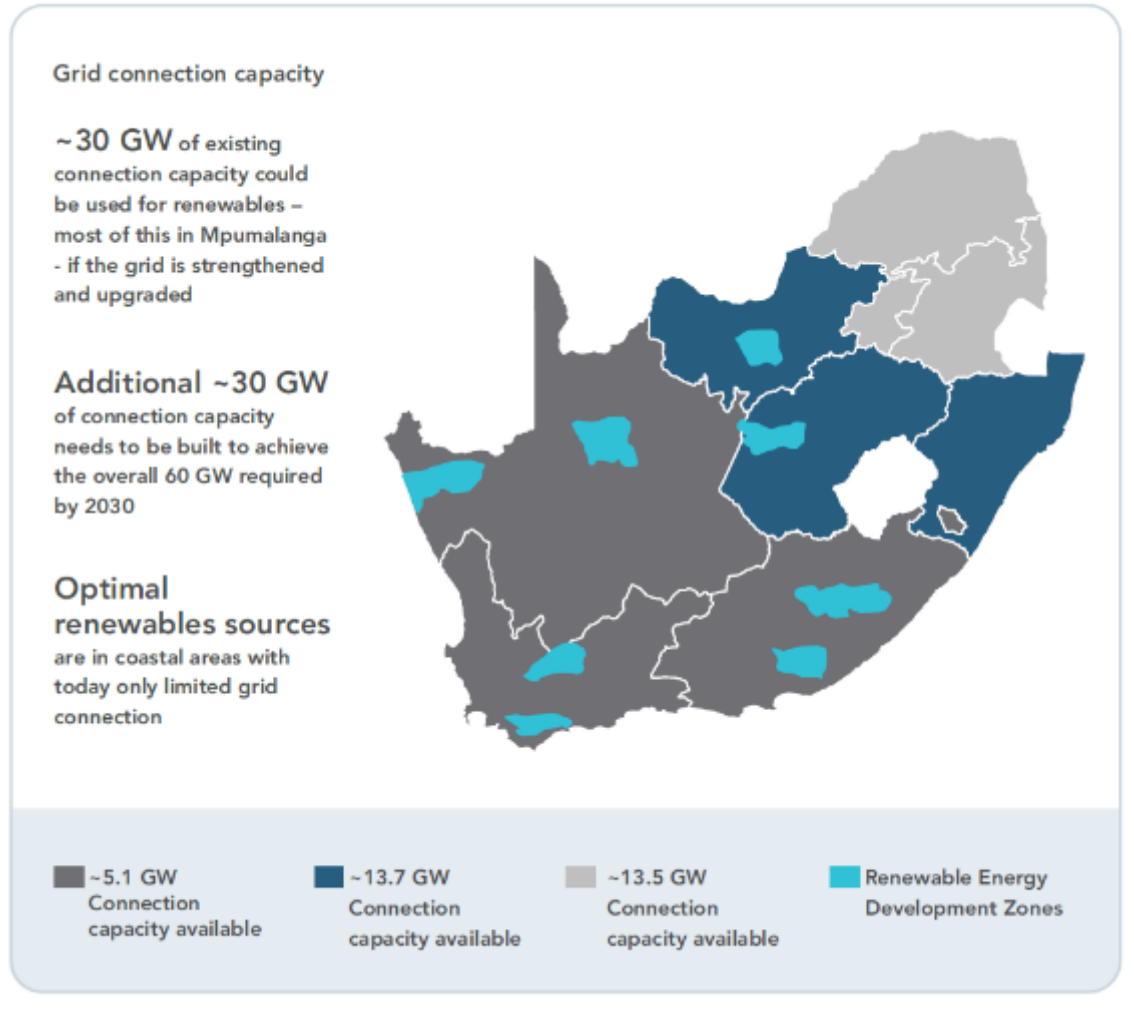 Grid connection capacity
~30 GW of existing
connection capacity could
be used for renewables –
most of this in Mpumalanga
- if the grid is strengthened
and upgraded
Additional ~30 GW
of connection capacity
needs to be built to achieve
the overall 60 GW required
by 2030
Optimal
renewables sources
are in coastal areas with
today only limited grid
connection
~5.1 GW
Connection
capacity available
~13.7 GW
Connection
capacity available
~13.5 GW
Connection
capacity available
Renewable Energy
Development Zones